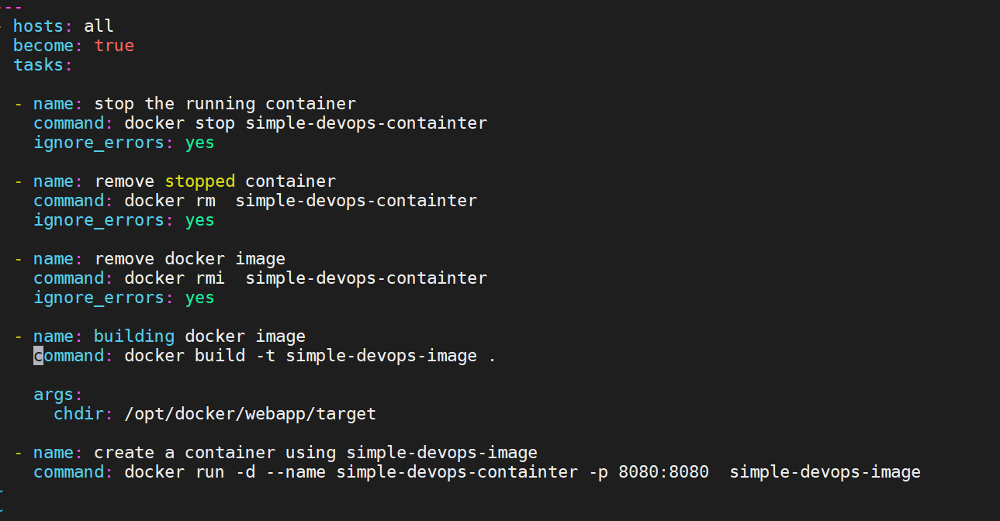 ---
- hosts: all
  become: true
  tasks:

  - name: stop the running container
    command: docker stop simple-devops-containter
    ignore_errors: yes

  - name: remove stopped container
    command: docker rm  simple-devops-containter
    ignore_errors: yes

  - name: remove docker image
    command: docker rmi  simple-devops-containter
    ignore_errors: yes

  - name: building docker image
    command: docker build -t simple-devops-image .

    args:
      chdir: /opt/docker/webapp/target

  - name: create a container using simple-devops-image
    command: docker run -d --name simple-devops-containter -p 8080:8080  simple-devops-image
~
~